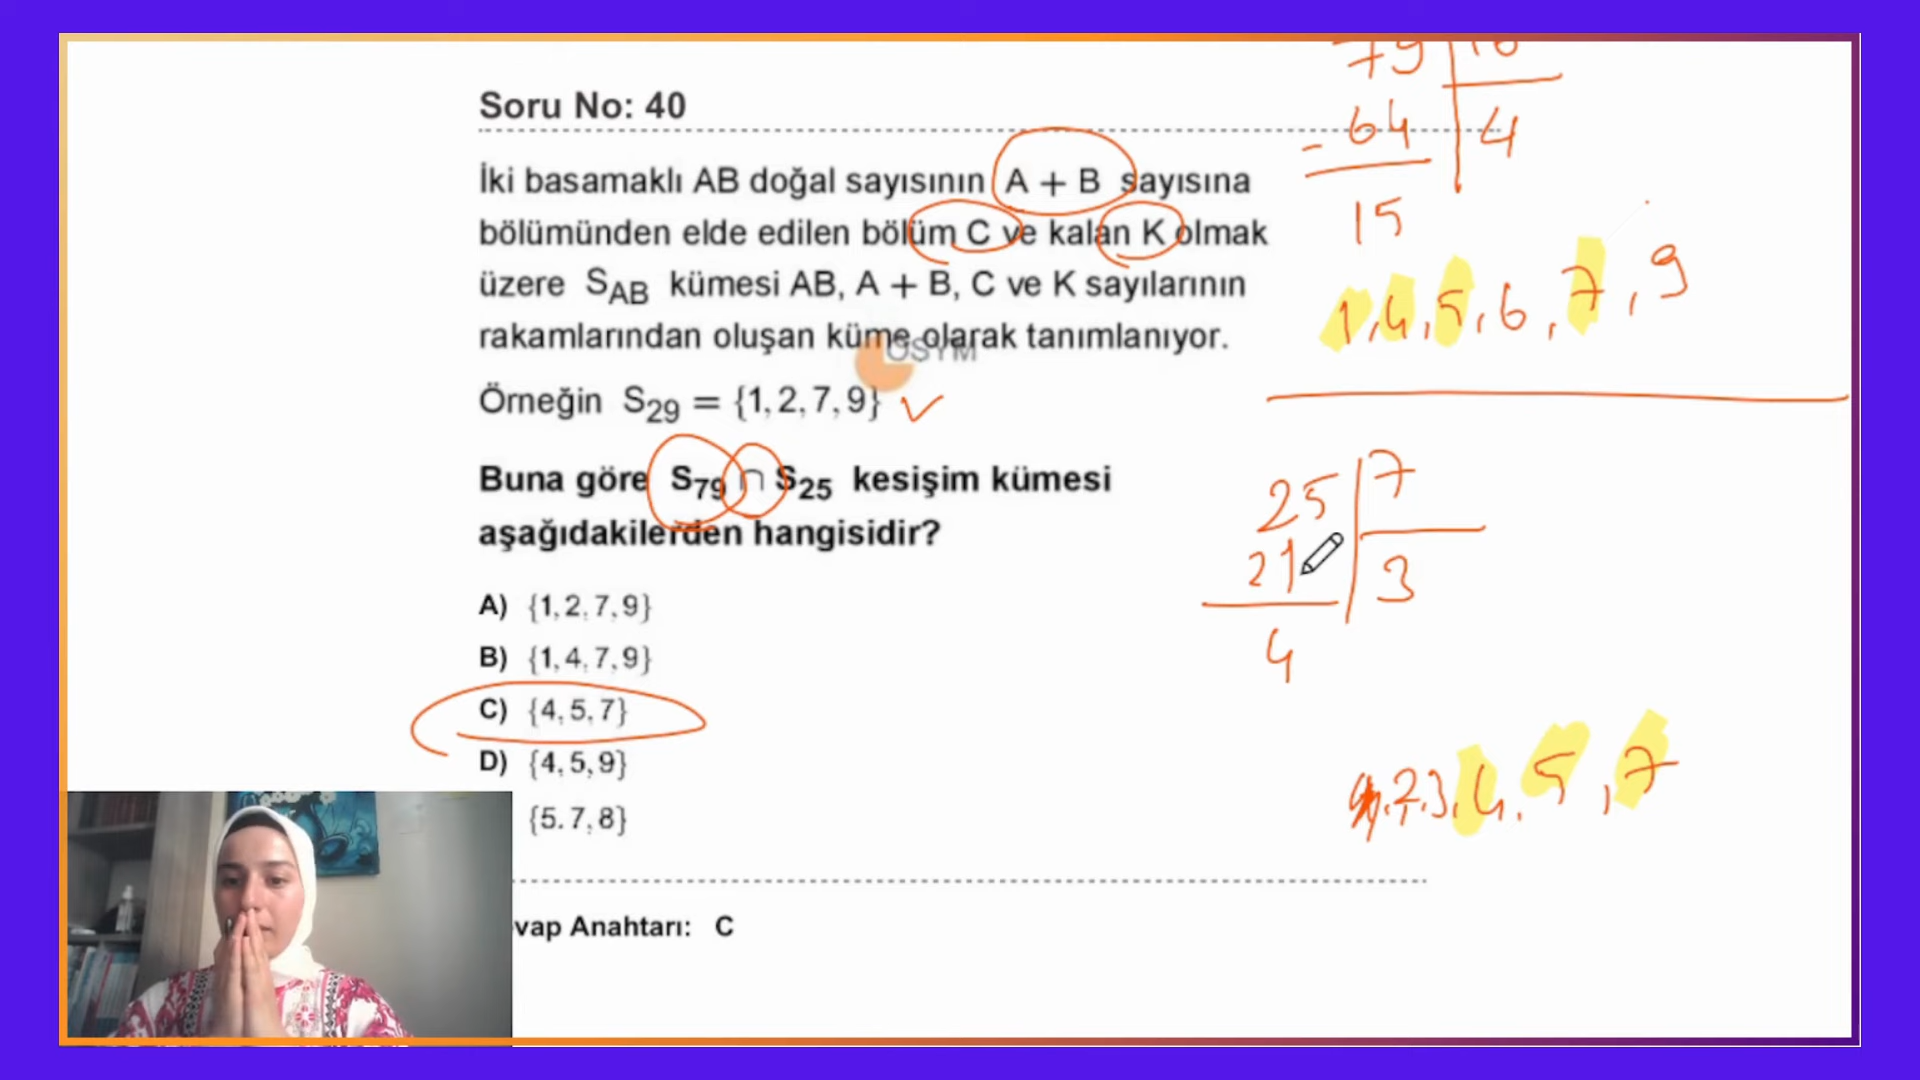 Soru No: 40
İki basamaklı AB doğal sayısının A + B sayısına
bölümünden elde edilen bölüm C ve kalan K olmak
üzere S_AB kümesi AB, A + B, C ve K sayılarının
rakamlarından oluşan küme olarak tanımlanıyor.
ÖSYM
Örneğin S_29 = {1, 2, 7, 9} ✓
Buna göre S_79 ∩ S_25 kesişim kümesi
aşağıdakilerden hangisidir?
A) {1, 2, 7, 9}
B) {1, 4, 7, 9}
C) {4, 5, 7}
D) {4, 5, 9}
{5. 7, 8}
vap Anahtarı: C
79 16
- 64 4
15
1, 4, 5, 6, 7, 9
25 7
21 3
4
2, 3, 4, 5, 7